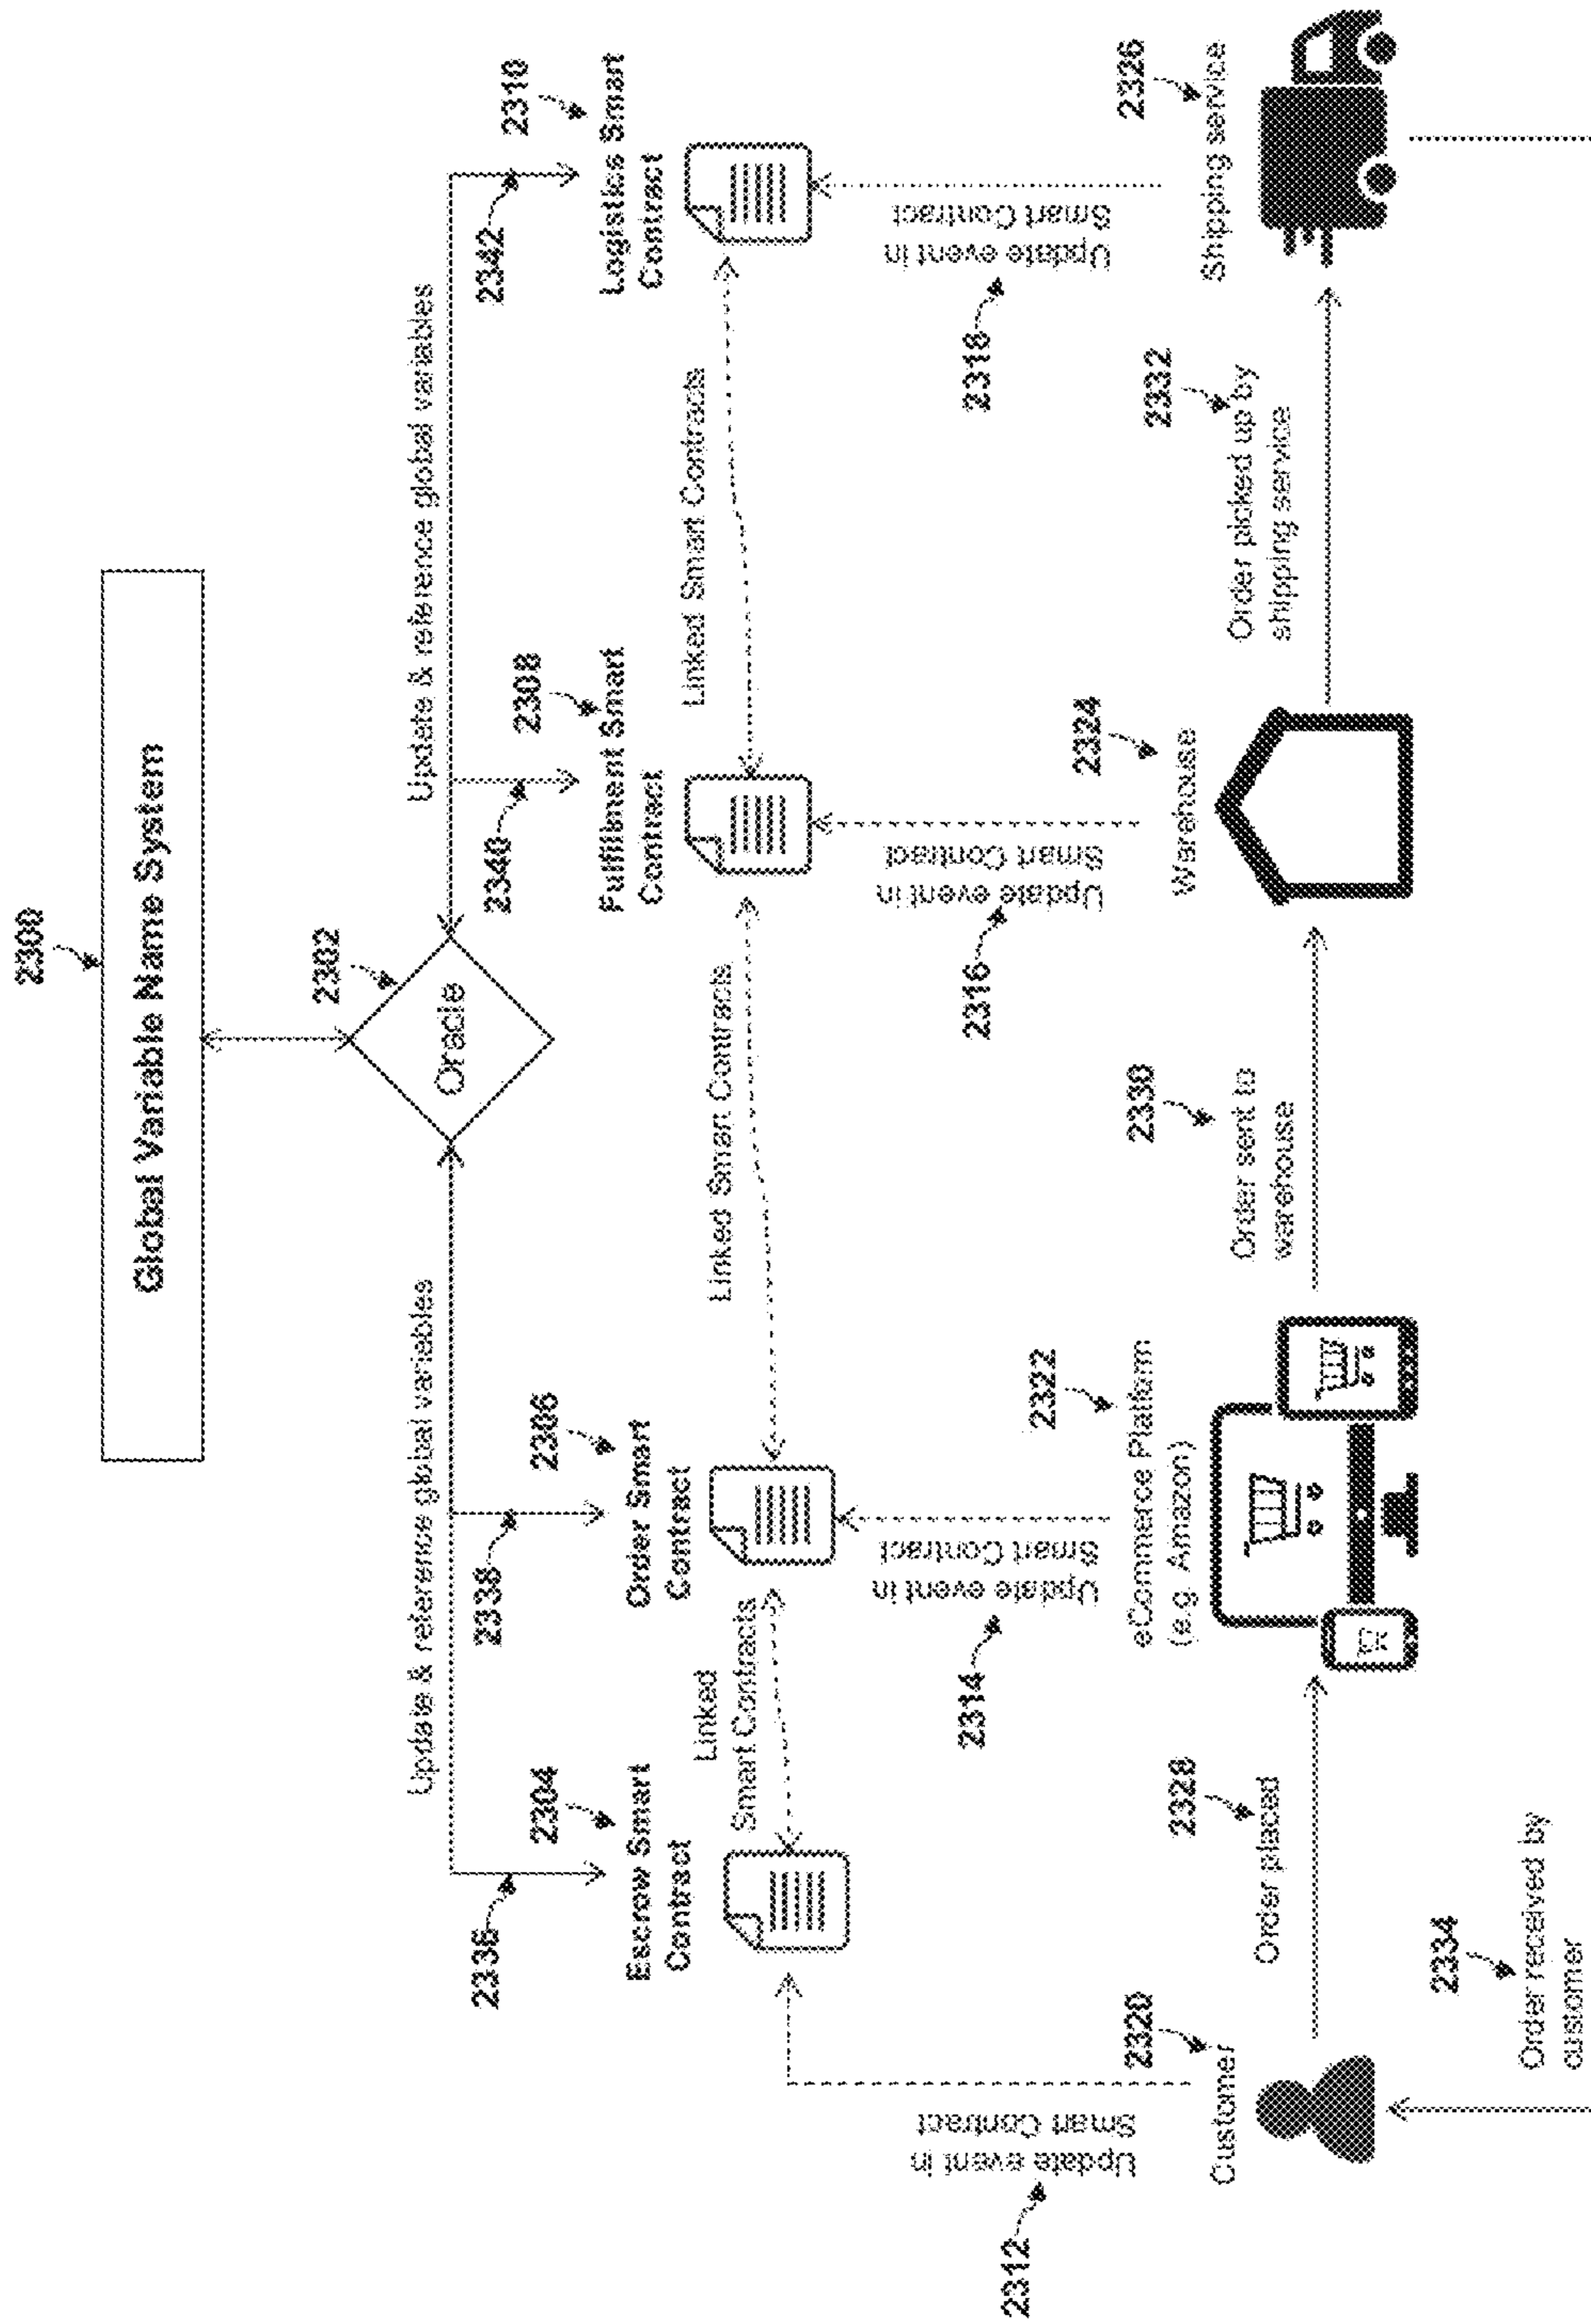 2300
Global Variable Name System
2302
Oracle
Update & reference global variables
Update & reference global variables
2336
2338
2340
2342
2304
Escrow Smart
Contract
2306
Order Smart
Contract
2308
Fulfillment Smart
Contract
2310
Logistics Smart
Contract
Linked
Smart Contracts
Linked Smart Contracts
Linked Smart Contracts
2312
Update event in
Smart Contract
2314
Update event in
Smart Contract
2316
Update event in
Smart Contract
2318
Update event in
Smart Contract
2320
Customer
2328
Order placed
2322
eCommerce Platform
(e.g. Amazon)
2330
Order sent to
warehouse
2324
Warehouse
2332
Order picked up by
shipping service
2326
Shipping service
2334
Order received by
customer